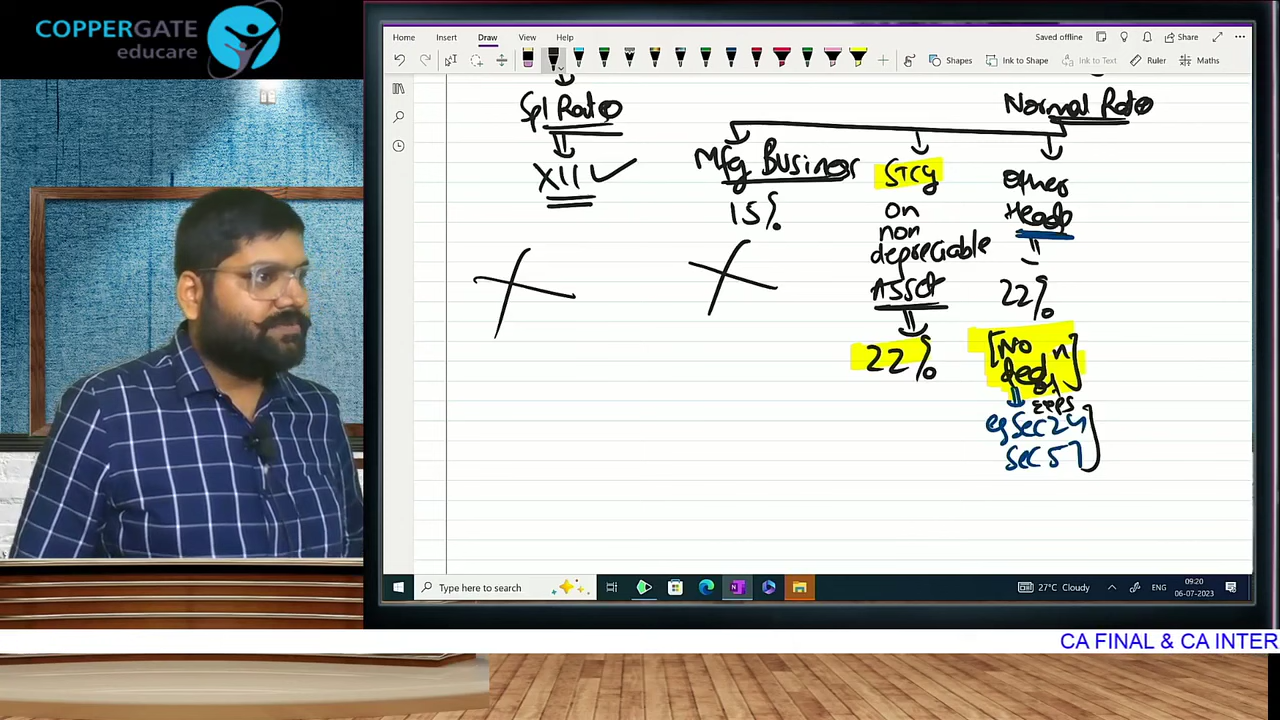 COPPERGATE
educare
Home Insert Draw View Help
Saved offline
Share
Shapes
Ink to Shape
Ink to Text
Ruler
Maths
Spl Rate
XII
Normal Rate
Mfg Business
15%
STCG
on
non
depreciable
Asset
22%
Other
Heads
22%
[No
dedn]
or
exps
eg Sec 24
Sec 57
Type here to search
27°C Cloudy
ENG
09:20
06-07-2023
CA FINAL & CA INTER